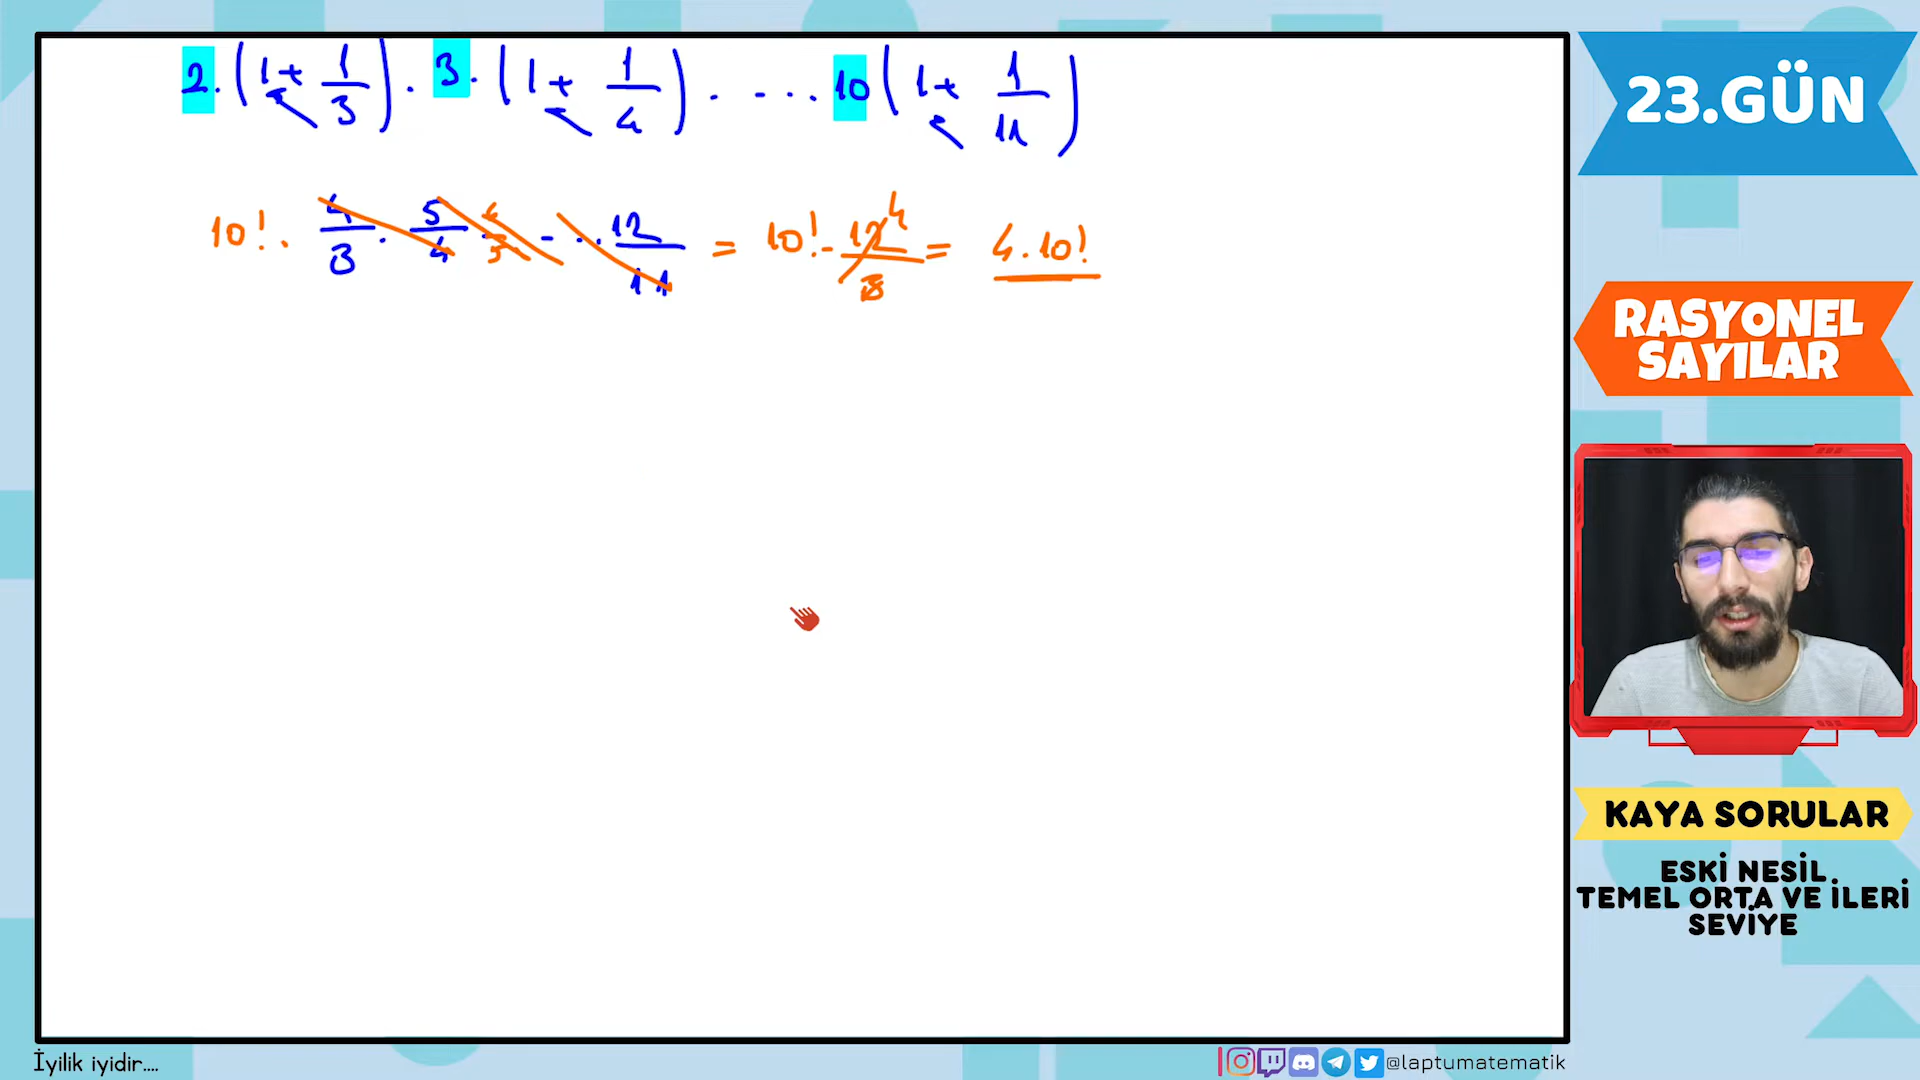 2.(1+1/3).3.(1+1/4).....10(1+1/11)
10!.4/3.5/4.6/5....12/11=10!.12/3=4.10!
4
23.GÜN
RASYONEL
SAYILAR
KAYA SORULAR
ESKİ NESİL
TEMEL ORTA VE İLERİ
SEVİYE
İyilik iyidir....
@laptumatematik